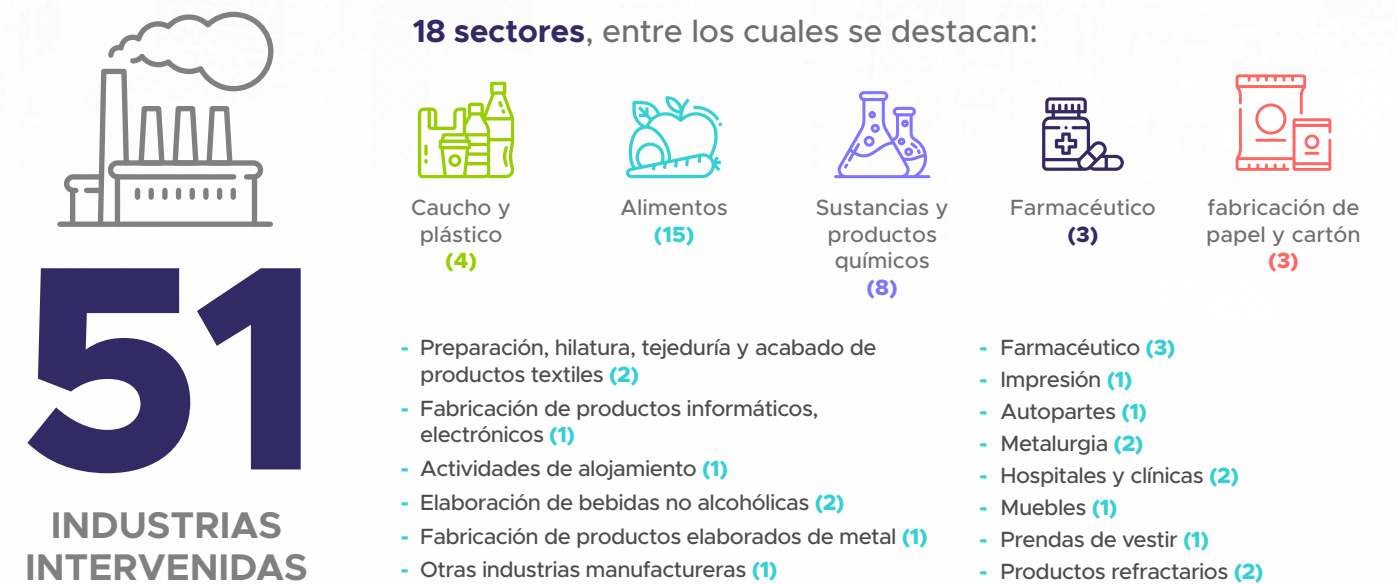 18 sectores, entre los cuales se destacan:
Caucho y
plástico
(4)
Alimentos
(15)
Sustancias y
productos
químicos
(8)
Farmacéutico
(3)
fabricación de
papel y cartón
(3)
51
INDUSTRIAS
INTERVENIDAS
- Preparación, hilatura, tejeduría y acabado de
productos textiles (2)
- Fabricación de productos informáticos,
electrónicos (1)
- Actividades de alojamiento (1)
- Elaboración de bebidas no alcohólicas (2)
- Fabricación de productos elaborados de metal (1)
- Otras industrias manufactureras (1)
- Farmacéutico (3)
- Impresión (1)
- Autopartes (1)
- Metalurgia (2)
- Hospitales y clínicas (2)
- Muebles (1)
- Prendas de vestir (1)
- Productos refractarios (2)